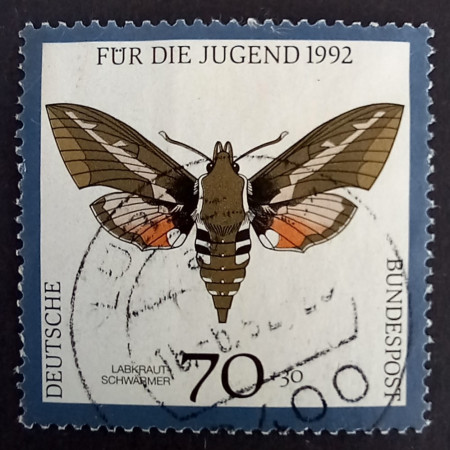 FÜR DIE JUGEND 1992
DEUTSCHE
BUNDESPOST
LABKRAUT-
SCHWÄRMER
70+30